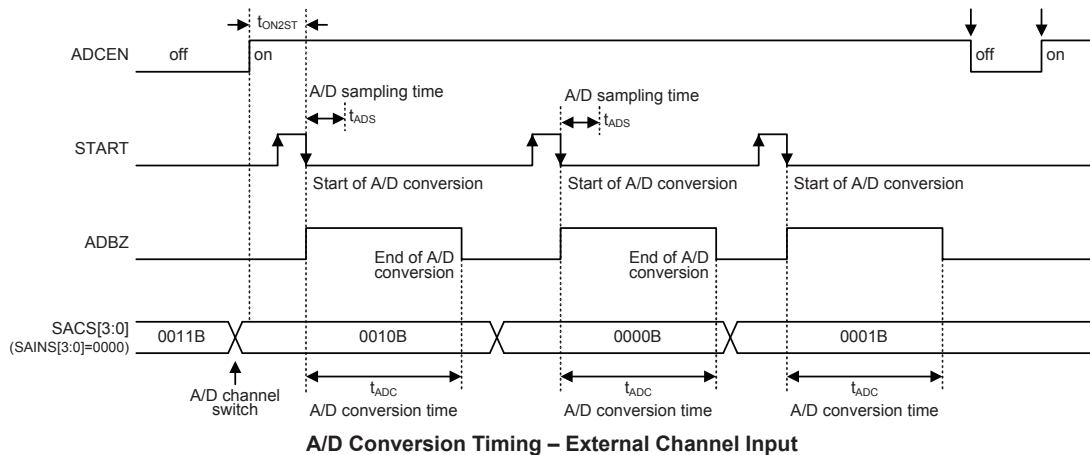 tON2ST
ADCEN off on off on
A/D sampling time A/D sampling time
tADS tADS
START
Start of A/D conversion Start of A/D conversion Start of A/D conversion
ADBZ
End of A/D conversion End of A/D conversion
SACS[3:0]
(SAINS[3:0]=0000)
0011B 0010B 0000B 0001B
A/D channel switch
tADC tADC tADC
A/D conversion time A/D conversion time A/D conversion time
A/D Conversion Timing – External Channel Input